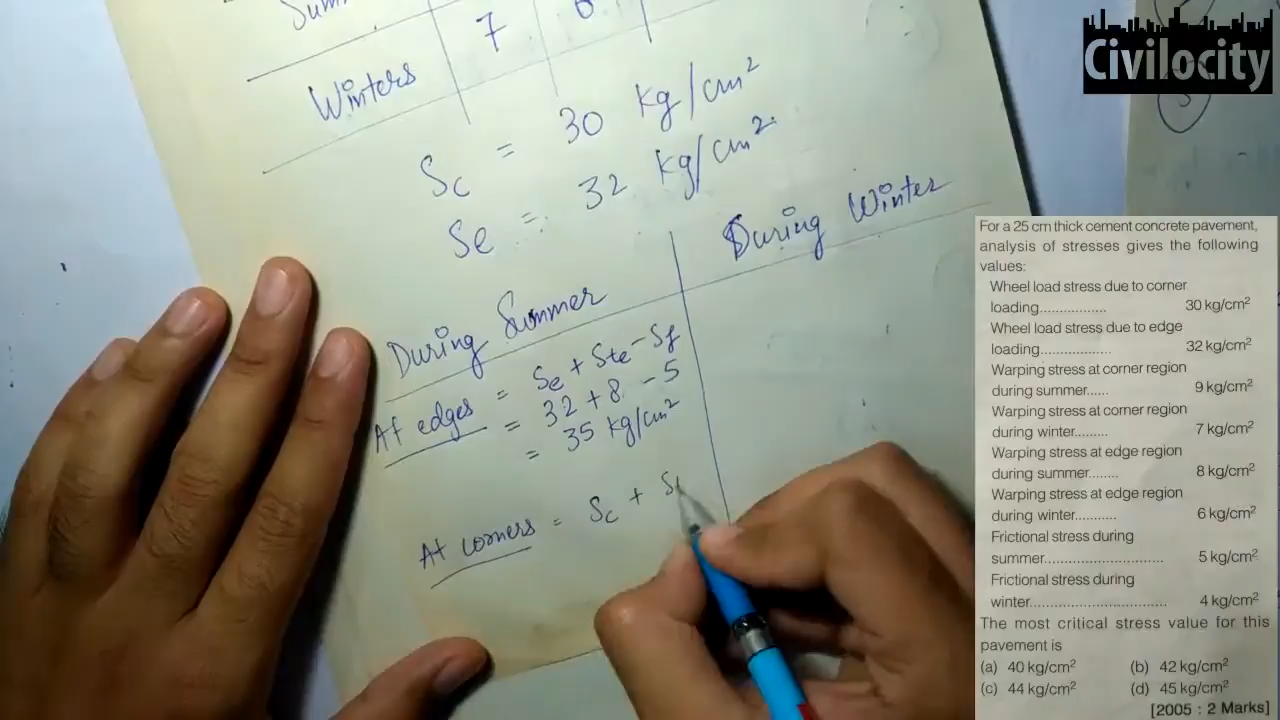 Summ
7
6
Winters
Sc = 30 kg/cm²
Se = 32 kg/cm²
During Summer
At edges = Se + Ste - Sf
= 32 + 8 - 5
= 35 kg/cm²
At corners = Sc + St
During Winter
Civilocity
For a 25 cm thick cement concrete pavement,
analysis of stresses gives the following
values:
Wheel load stress due to corner
loading................. 30 kg/cm²
Wheel load stress due to edge
loading................... 32 kg/cm²
Warping stress at corner region
during summer...... 9 kg/cm²
Warping stress at corner region
during winter......... 7 kg/cm²
Warping stress at edge region
during summer........ 8 kg/cm²
Warping stress at edge region
during winter........... 6 kg/cm²
Frictional stress during
summer............................. 5 kg/cm²
Frictional stress during
winter................................. 4 kg/cm²
The most critical stress value for this
pavement is
(a) 40 kg/cm² (b) 42 kg/cm²
(c) 44 kg/cm² (d) 45 kg/cm²
[2005 : 2 Marks]